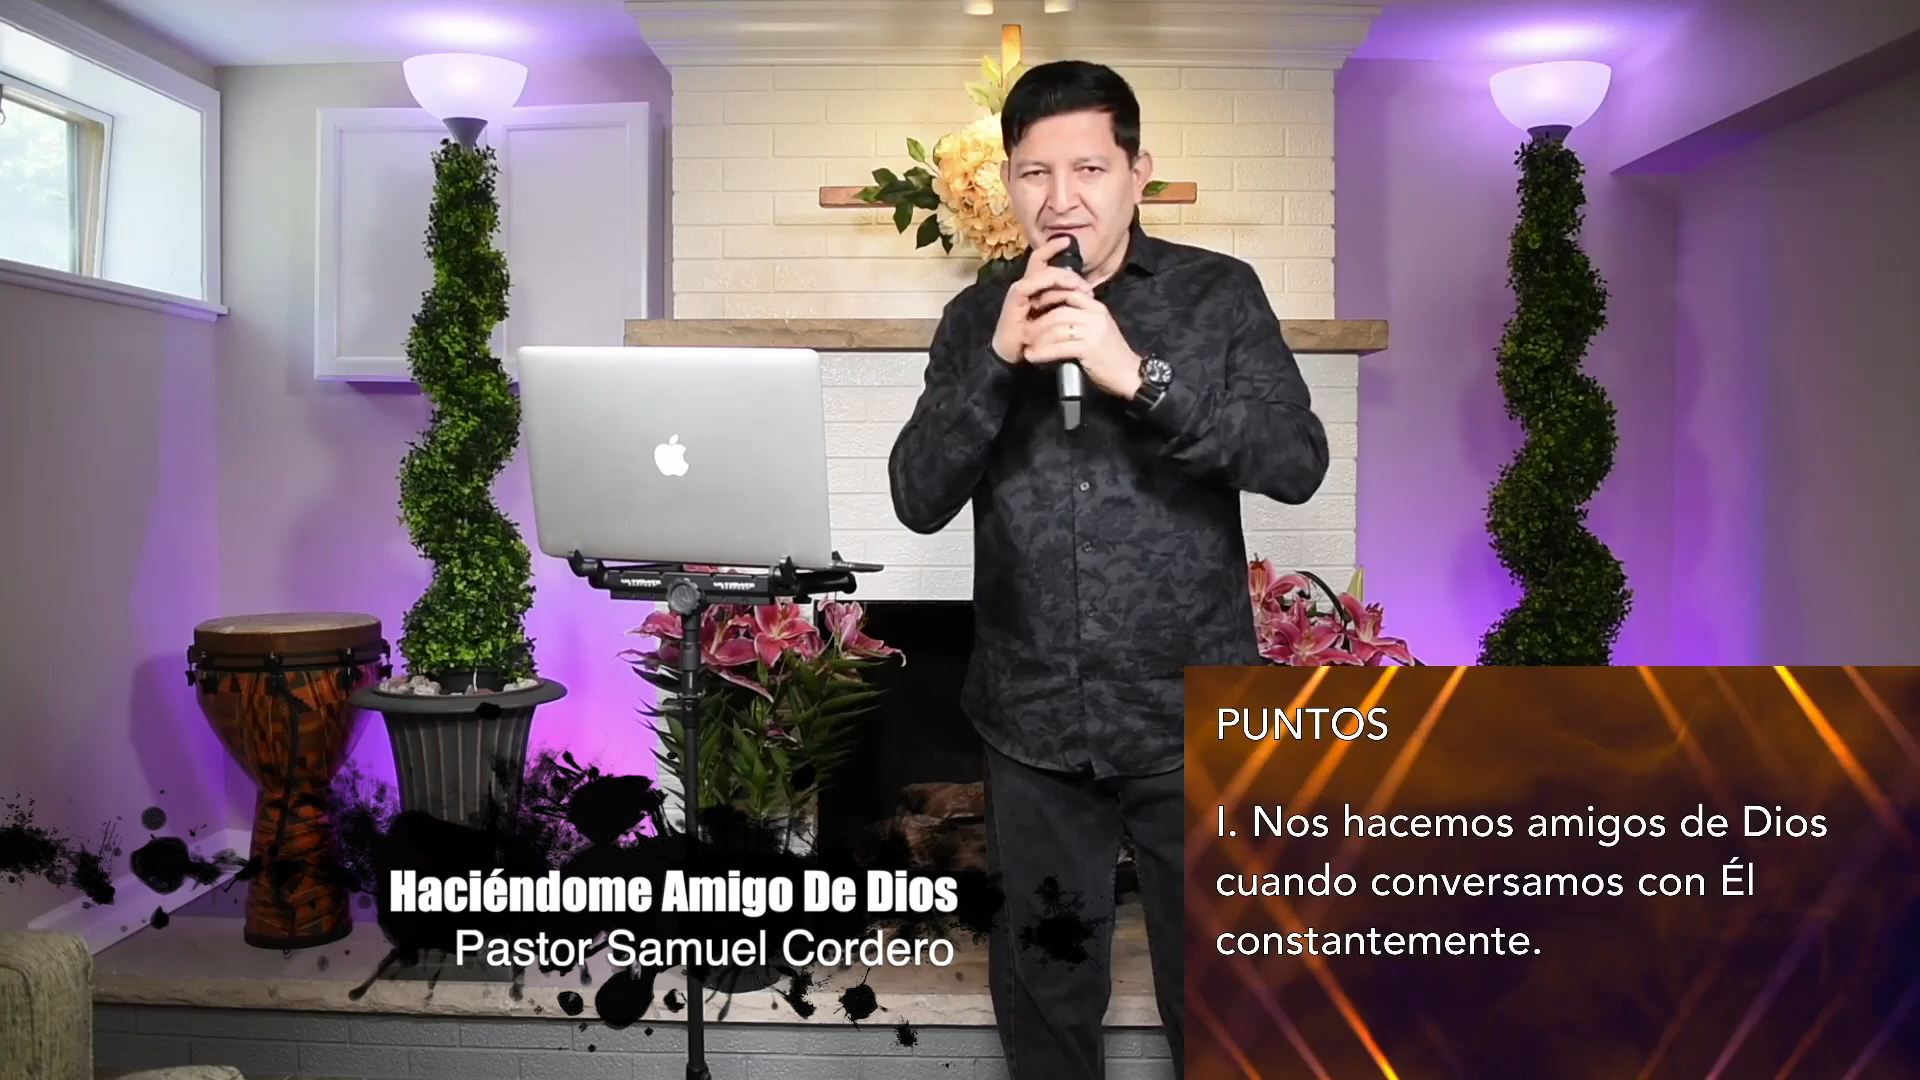 Haciéndome Amigo De Dios
Pastor Samuel Cordero
PUNTOS
I. Nos hacemos amigos de Dios
cuando conversamos con Él
constantemente.